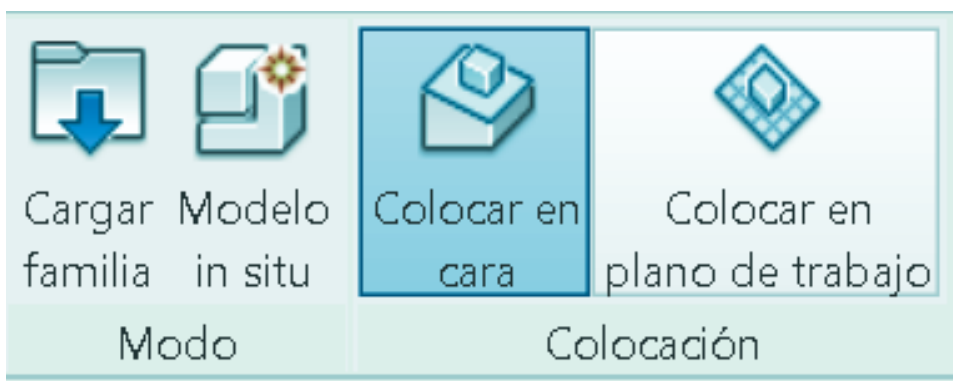 Cargar
familia
Modelo
in situ
Colocar en
cara
Colocar en
plano de trabajo
Modo
Colocación